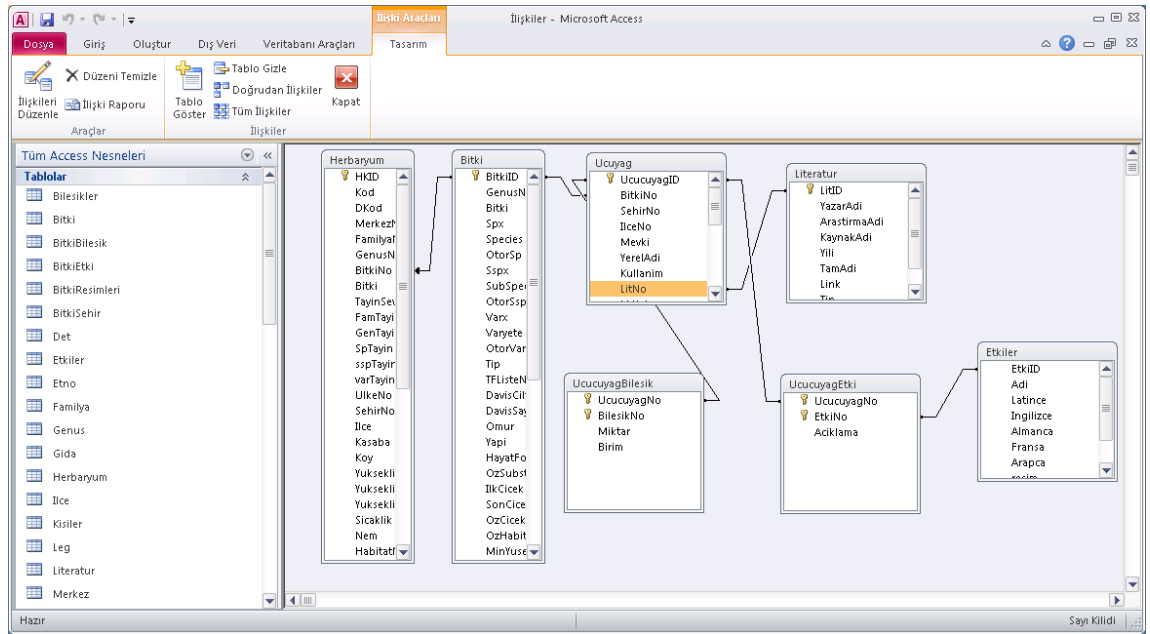 İlişki Araçları
İlişkiler - Microsoft Access
Dosya Giriş Oluştur Dış Veri Veritabanı Araçları Tasarım
İlişkileri Düzenle
Düzeni Temizle
İlişki Raporu
Araçlar
Tablo Göster
Tablo Gizle
Doğrudan İlişkiler
Tüm İlişkiler
Kapat
İlişkiler
Tüm Access Nesneleri
Tablolar
Bilesikler
Bitki
BitkiBilesik
BitkiEtki
BitkiResimleri
BitkiSehir
Det
Etkiler
Etno
Familya
Genus
Gida
Herbaryum
Ilce
Kisiler
Leg
Literatur
Merkez
Herbaryum
HKID
Kod
DKod
MerkezN
FamilyaN
GenusN
BitkiNo
Bitki
TayinSev
FamTayi
GenTayi
SpTayin
sspTayin
varTayin
UlkeNo
SehirNo
Ilce
Kasaba
Koy
Yuksekli
Yuksekli
Yuksekli
Sicaklik
Nem
HabitatN
Bitki
BitkiID
GenusN
Bitki
Spx
Species
OtorSp
Sspx
SubSpe
OtorSsp
Varx
Varyete
OtorVar
Tip
TFListeN
DavisCil
DavisSay
Omur
Yapi
HayatFo
OzSubst
IlkCicek
SonCice
OzCicek
OzHabit
MinYuse
Ucuyag
UcucuyagID
BitkiNo
SehirNo
IlceNo
Mevki
YerelAdi
Kullanim
LitNo
Literatur
LitID
YazarAdi
ArastirmaAdi
KaynakAdi
Yili
TamAdi
Link
Tip
UcucuyagBilesik
UcucuyagNo
BilesikNo
Miktar
Birim
UcucuyagEtki
UcucuyagNo
EtkiNo
Aciklama
Etkiler
EtkiID
Adi
Latince
Ingilizce
Almanca
Fransa
Arapca
resim
Hazır
Sayı Kilidi